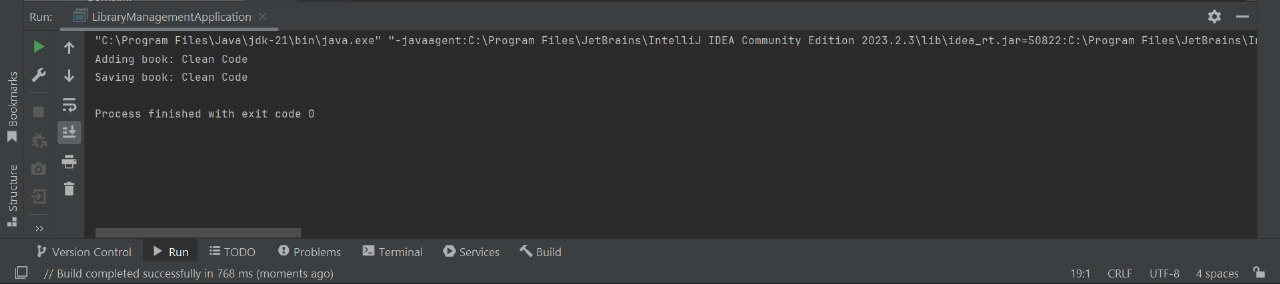 Run:
LibraryManagementApplication
"C:\Program Files\Java\jdk-21\bin\java.exe" "-javaagent:C:\Program Files\JetBrains\IntelliJ IDEA Community Edition 2023.2.3\lib\idea_rt.jar=50822:C:\Program Files\JetBrains\In
Adding book: Clean Code
Saving book: Clean Code
Process finished with exit code 0
Bookmarks
Structure
Version Control
Run
TODO
Problems
Terminal
Services
Build
// Build completed successfully in 768 ms (moments ago)
19:1
CRLF
UTF-8
4 spaces